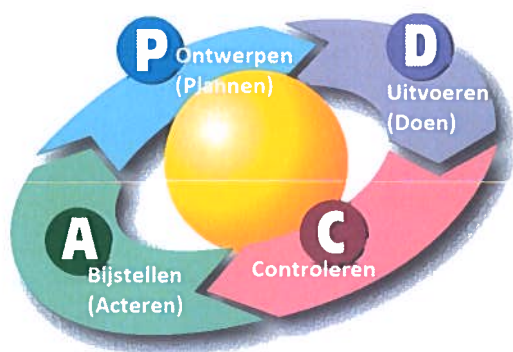 P
Ontwerpen
(Plannen)
D
Uitvoeren
(Doen)
C
Controleren
A
Bijstellen
(Acteren)